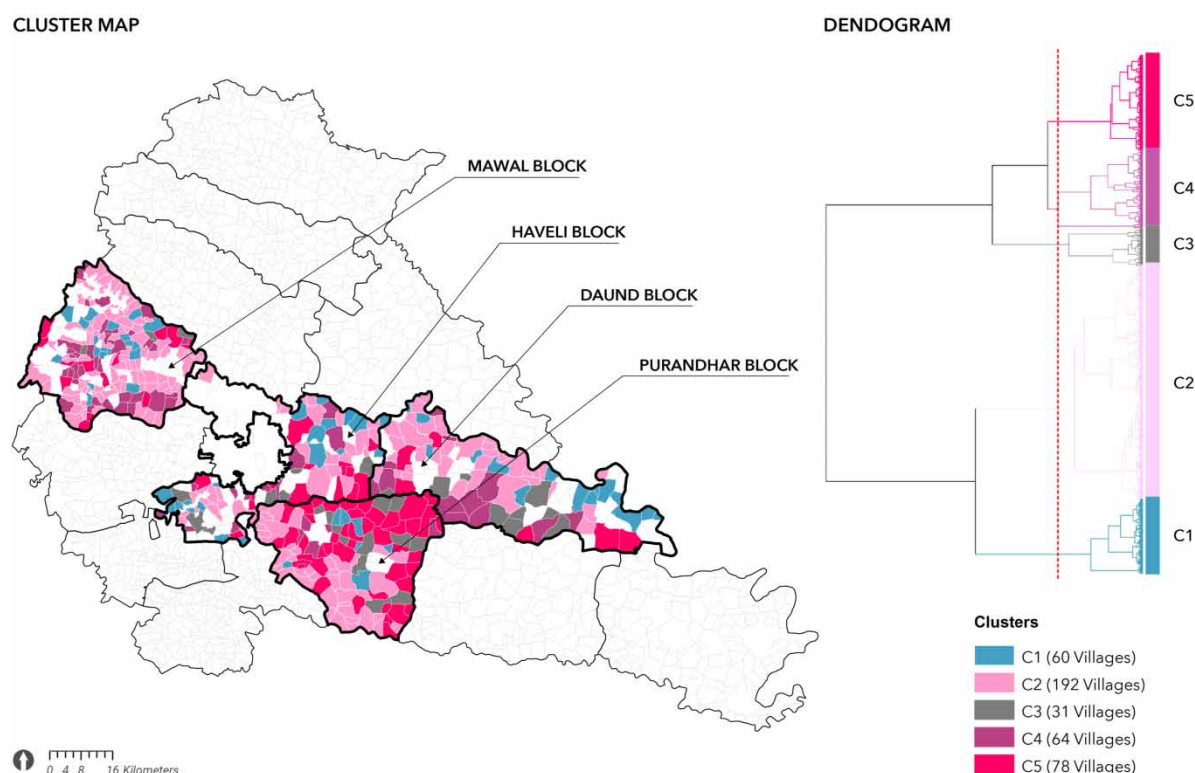 CLUSTER MAP
DENDOGRAM
MAWAL BLOCK
HAVELI BLOCK
DAUND BLOCK
PURANDHAR BLOCK
C5
C4
C3
C2
C1
Clusters
C1 (60 Villages)
C2 (192 Villages)
C3 (31 Villages)
C4 (64 Villages)
C5 (78 Villages)
0 4 8 16 Kilometers